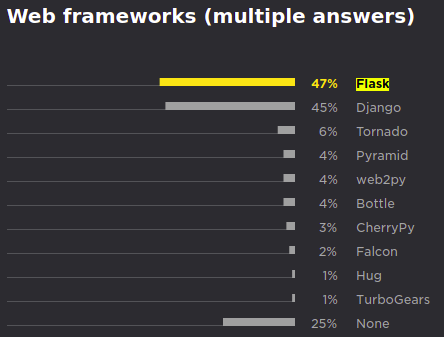 Web frameworks (multiple answers)
47% Flask
45% Django
6% Tornado
4% Pyramid
4% web2py
4% Bottle
3% CherryPy
2% Falcon
1% Hug
1% TurboGears
25% None